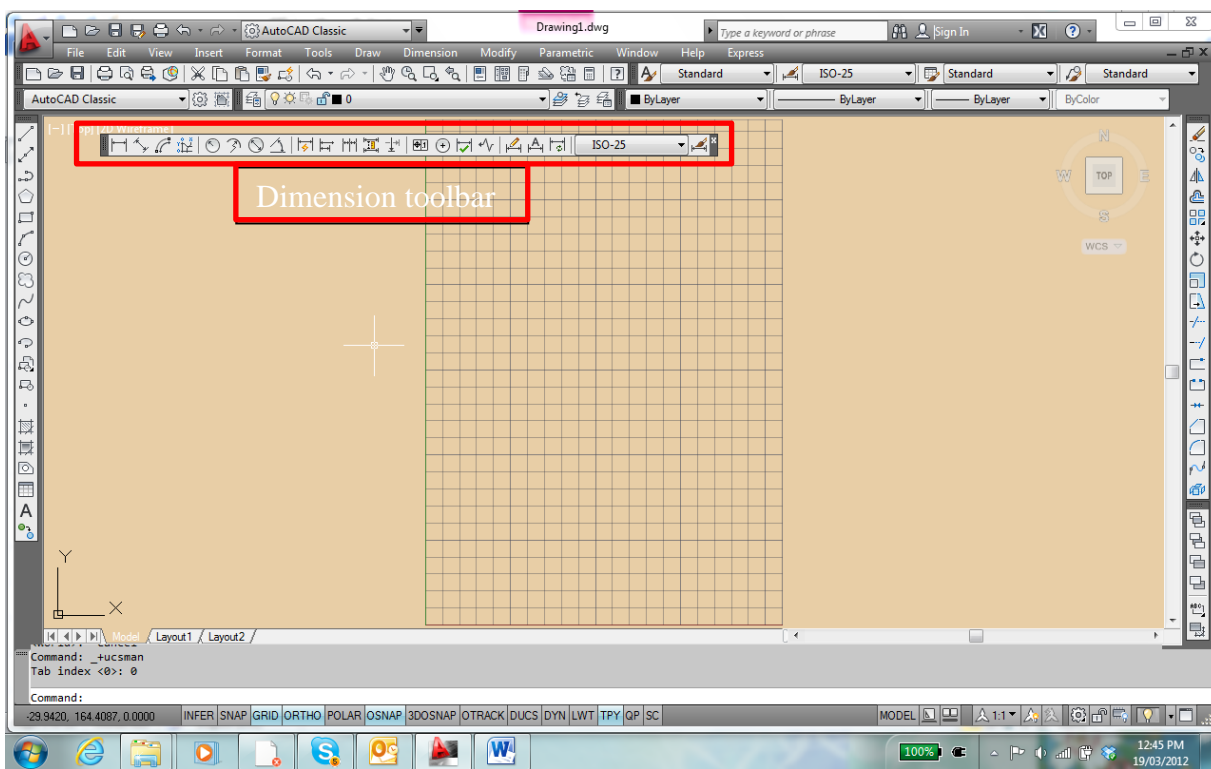 AutoCAD Classic
Drawing1.dwg
Type a keyword or phrase
Sign In
File Edit View Insert Format Tools Draw Dimension Modify Parametric Window Help Express
Standard ISO-25 Standard Standard
AutoCAD Classic 0 ByLayer ByLayer ByLayer ByColor
[-] [Top] [2D Wireframe]
ISO-25
Dimension toolbar
N
W TOP E
S
WCS
Y
X
A
Model Layout1 Layout2
Command: _+ucsman
Tab index <0>: 0
Command:
-29.9420, 164.4087, 0.0000 INFER SNAP GRID ORTHO POLAR OSNAP 3DOSNAP OTRACK DUCS DYN LWT TPY QP SC MODEL 1:1
100% 12:45 PM
19/03/2012